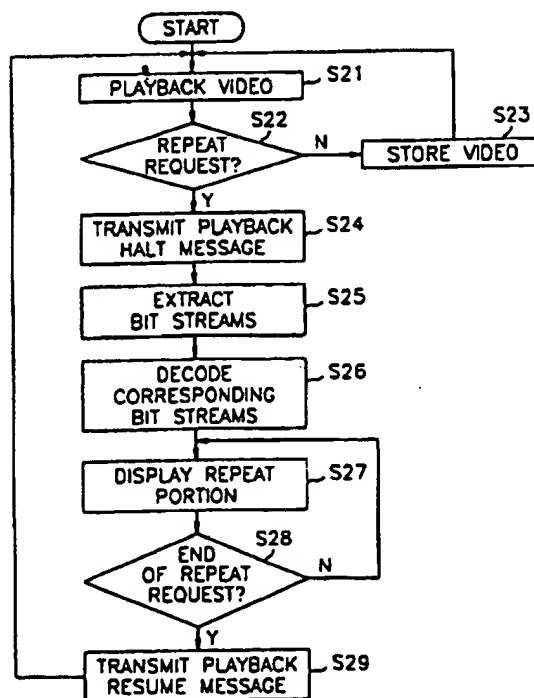 START
PLAYBACK VIDEO
S21
REPEAT
REQUEST?
S22
N
STORE VIDEO
S23
Y
TRANSMIT PLAYBACK
HALT MESSAGE
S24
EXTRACT
BIT STREAMS
S25
DECODE
CORRESPONDING
BIT STREAMS
S26
DISPLAY REPEAT
PORTION
S27
END
OF REPEAT
REQUEST?
S28
N
Y
TRANSMIT PLAYBACK
RESUME MESSAGE
S29